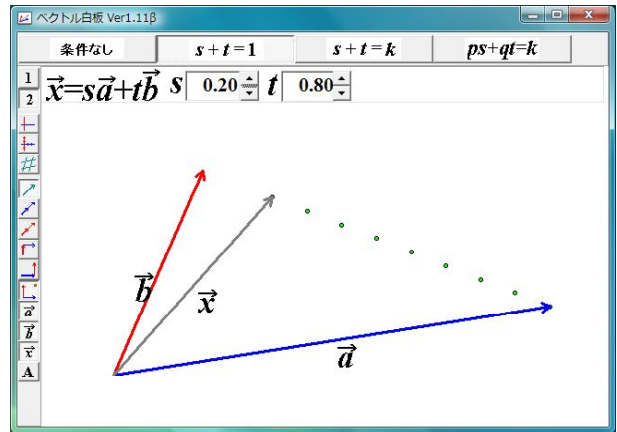 ベクトル白板 Ver1.11β
条件なし s+t=1 s+t=k ps+qt=k
1
2
x⃗=sa⃗+tb⃗ s 0.20 t 0.80
b⃗
x⃗
a⃗
a⃗
b⃗
x⃗
A